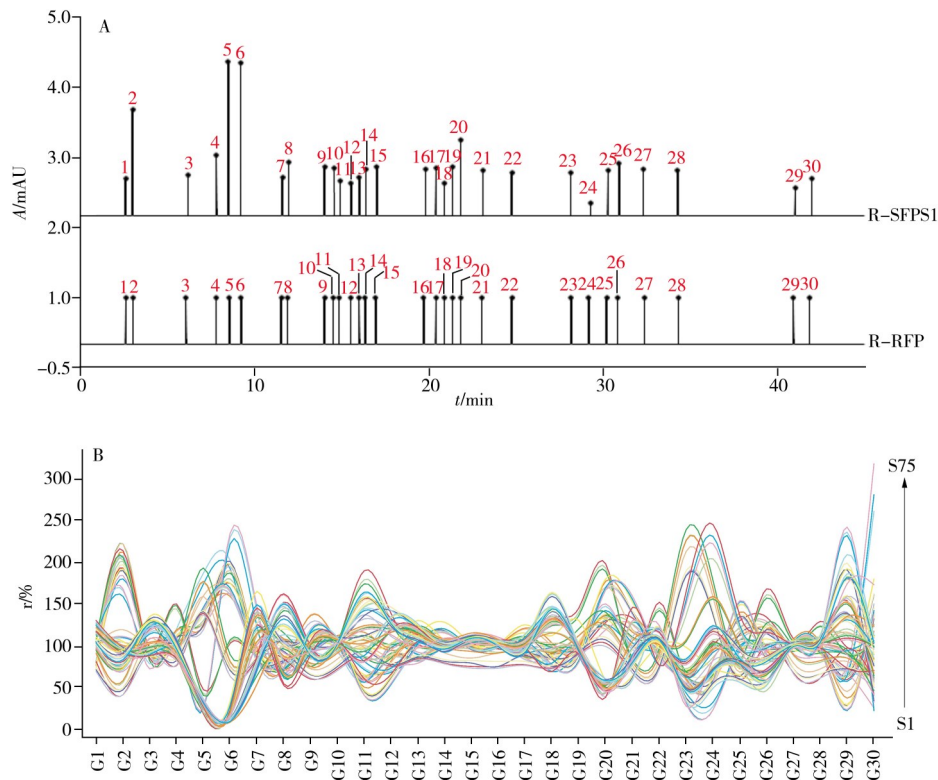 A
5.0
4.0
3.0
2.0
1.0
−0.5
A/mAU
1 2 3 4 5 6 7 8 9 10 11 12 13 14 15 16 17 18 19 20 21 22 23 24 25 26 27 28 29 30
R−SFPS1
1 2 3 4 5 6 7 8 9 10 11 12 13 14 15 16 17 18 19 20 21 22 23 24 25 26 27 28 29 30
R−RFP
0 10 20 30 40
t/min
B
300
250
200
150
100
50
0
r/%
S75
S1
G1 G2 G3 G4 G5 G6 G7 G8 G9 G10 G11 G12 G13 G14 G15 G16 G17 G18 G19 G20 G21 G22 G23 G24 G25 G26 G27 G28 G29 G30